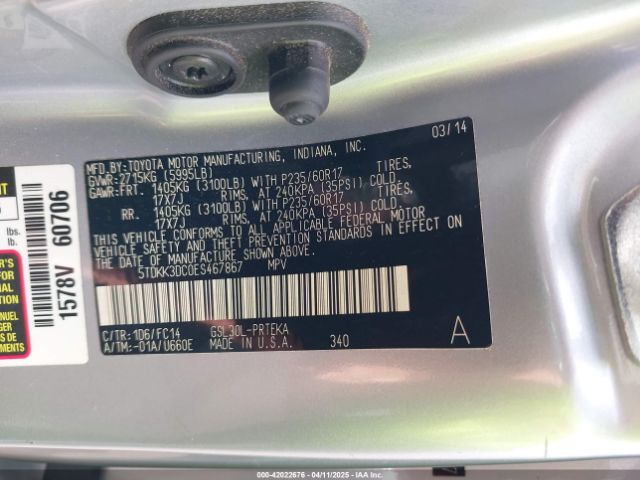 03/14
MFD.BY:TOYOTA MOTOR MANUFACTURING, INDIANA, INC.
GVWR:2715KG (5995LB)
GAWR:FRT. 1405KG (3100LB) WITH P235/60R17 TIRES,
17X7J RIMS, AT 240KPA (35PSI) COLD.
RR. 1405KG (3100LB) WITH P235/60R17 TIRES,
17X7J RIMS, AT 240KPA (35PSI) COLD.
THIS VEHICLE CONFORMS TO ALL APPLICABLE FEDERAL MOTOR
VEHICLE SAFETY AND THEFT PREVENTION STANDARDS IN EFFECT ON
THE DATE OF MANUFACTURE SHOWN ABOVE.
5TDKK3DC0ES467867 MPV
C/TR:1D6/FC14 GSL30L-PRTEKA
A/TM:-01A/U660E MADE IN U.S.A. 340
A
1578V 60706
lbs.
lb.
000-42022676 - 04/11/2025 - IAA Inc.